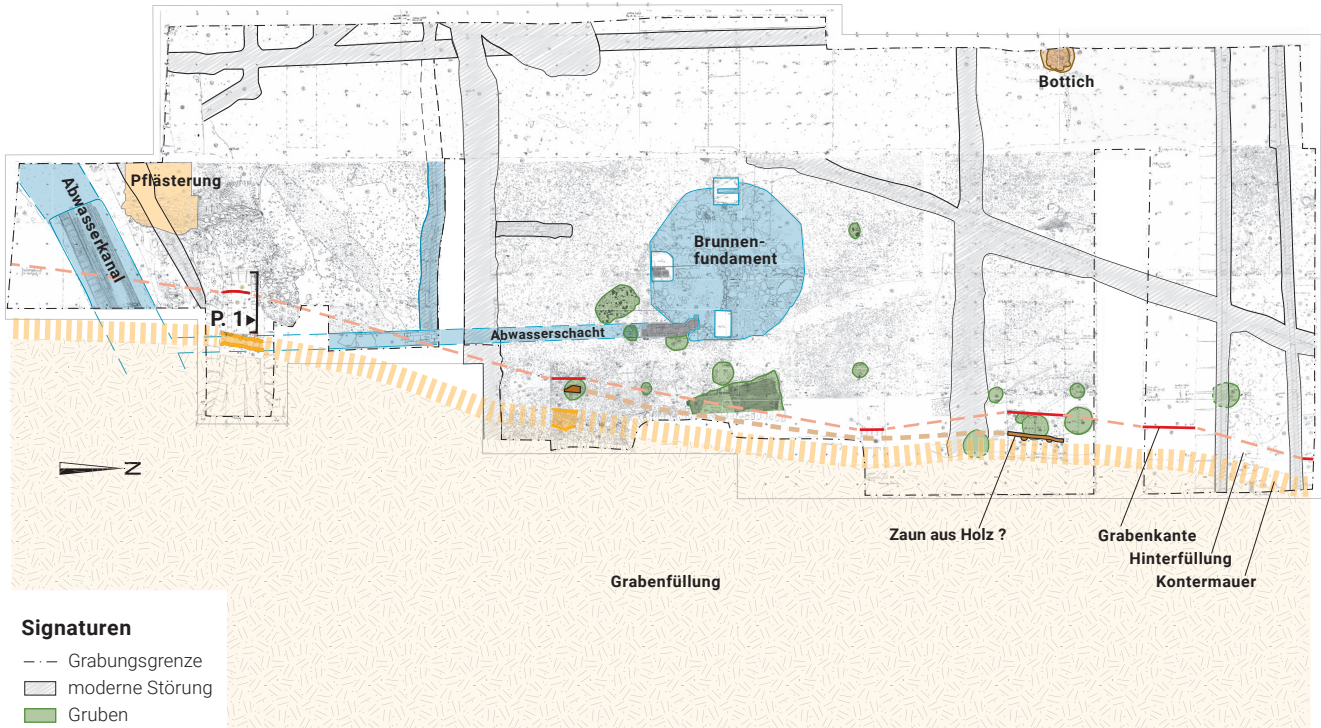 Bottich
Pflästerung
Abwasserkanal
Brunnen-
fundament
P. 1
Abwasserschacht
N
Zaun aus Holz ?
Grabenkante
Hinterfüllung
Kontermauer
Grabenfüllung
Signaturen
Grabungsgrenze
moderne Störung
Gruben